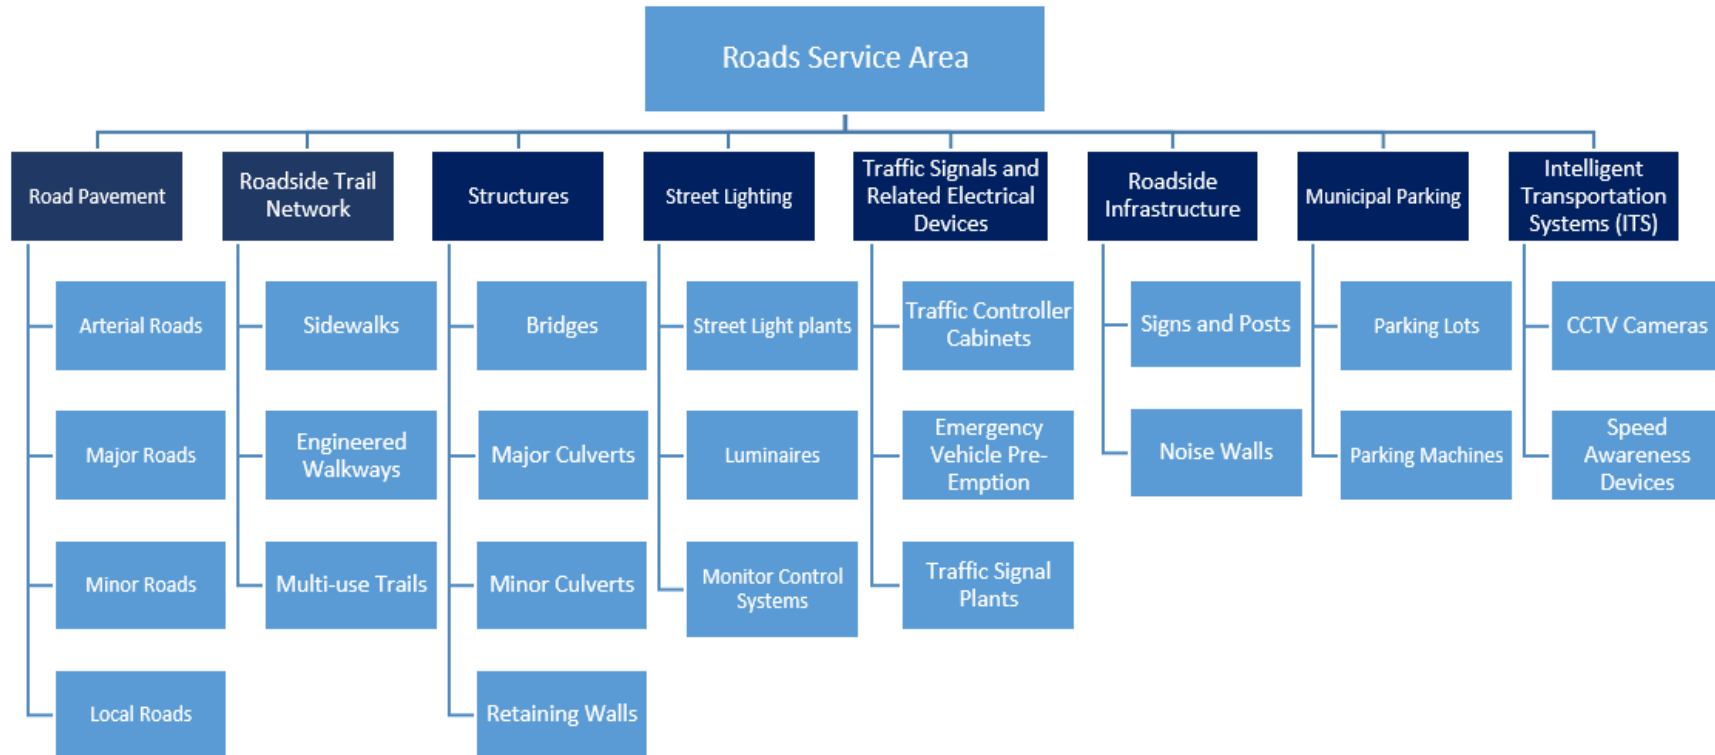 Roads Service Area
Road Pavement
Roadside Trail
Network
Structures
Street Lighting
Traffic Signals and
Related Electrical
Devices
Roadside
Infrastructure
Municipal Parking
Intelligent
Transportation
Systems (ITS)
Arterial Roads
Sidewalks
Bridges
Street Light plants
Traffic Controller
Cabinets
Signs and Posts
Parking Lots
CCTV Cameras
Major Roads
Engineered
Walkways
Major Culverts
Luminaires
Emergency
Vehicle Pre-
Emption
Noise Walls
Parking Machines
Speed
Awareness
Devices
Minor Roads
Multi-use Trails
Minor Culverts
Monitor Control
Systems
Traffic Signal
Plants
Local Roads
Retaining Walls